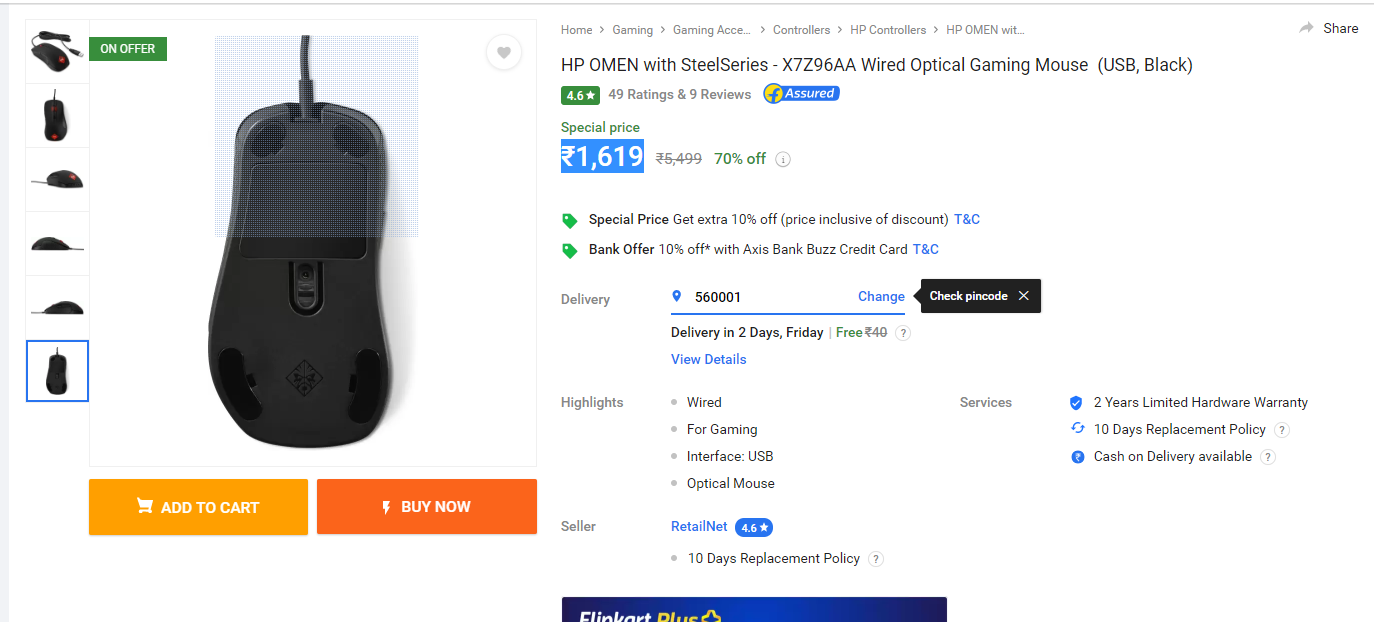 ON OFFER
Home > Gaming > Gaming Acce... > Controllers > HP Controllers > HP OMEN wit...
Share
HP OMEN with SteelSeries - X7Z96AA Wired Optical Gaming Mouse (USB, Black)
4.6★ 49 Ratings & 9 Reviews Assured
Special price
₹1,619 ₹5,499 70% off i
Special Price Get extra 10% off (price inclusive of discount) T&C
Bank Offer 10% off* with Axis Bank Buzz Credit Card T&C
Delivery 560001 Change Check pincode ✕
Delivery in 2 Days, Friday | Free ₹40 ?
View Details
Highlights
Wired
For Gaming
Interface: USB
Optical Mouse
Services
2 Years Limited Hardware Warranty
10 Days Replacement Policy ?
Cash on Delivery available ?
ADD TO CART
BUY NOW
Seller RetailNet 4.6★
10 Days Replacement Policy ?
Flipkart Plus